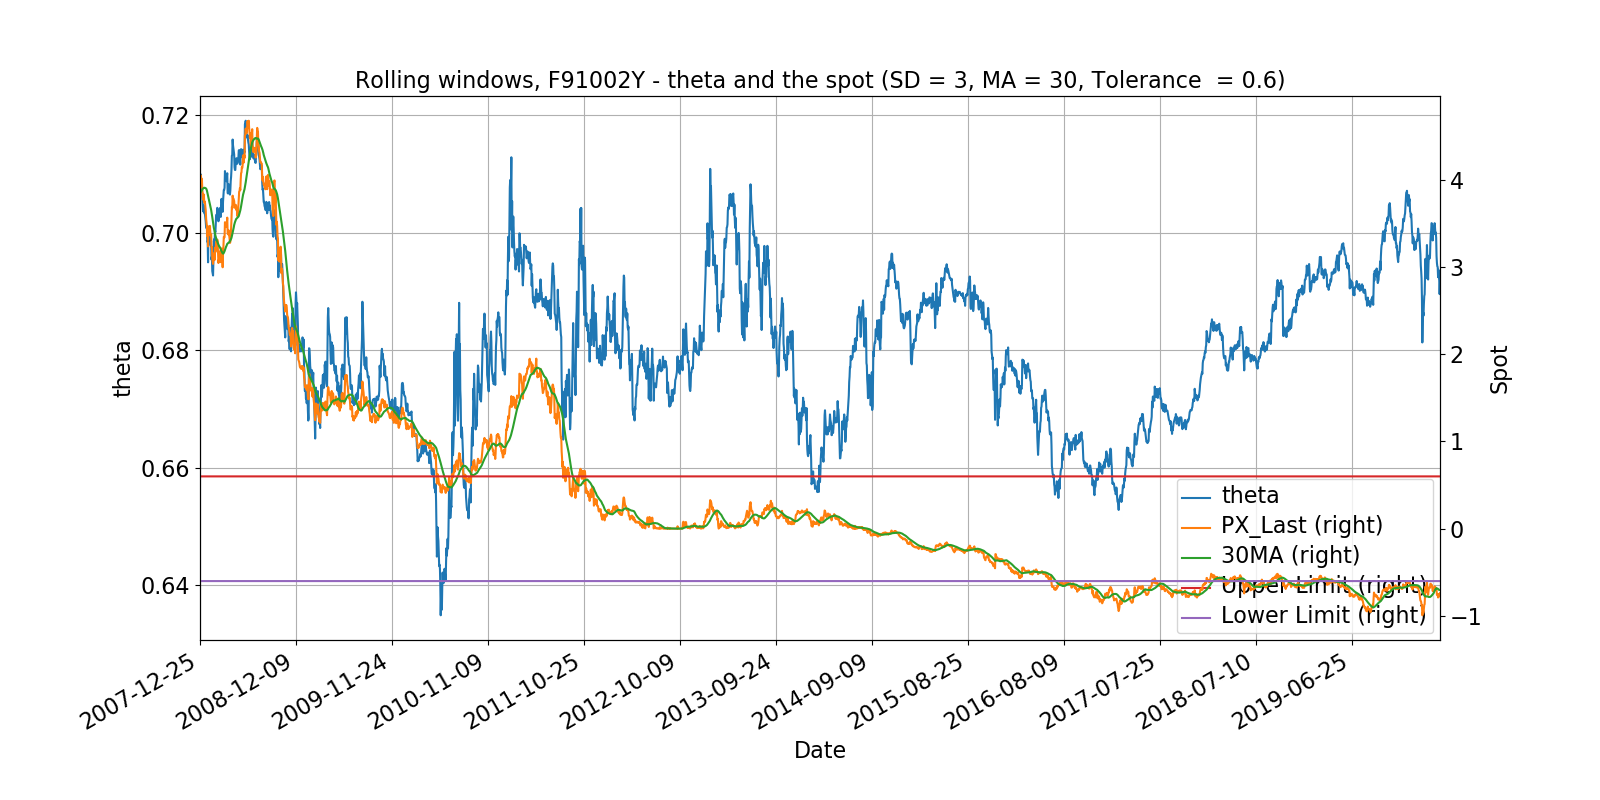 Rolling windows, F91002Y - theta and the spot (SD = 3, MA = 30, Tolerance  = 0.6)
0.72
0.70
0.68
0.66
0.64
theta
4
3
2
1
0
−1
Spot
theta
PX_Last (right)
30MA (right)
Upper Limit (right)
Lower Limit (right)
2007-12-25
2008-12-09
2009-11-24
2010-11-09
2011-10-25
2012-10-09
2013-09-24
2014-09-09
2015-08-25
2016-08-09
2017-07-25
2018-07-10
2019-06-25
Date